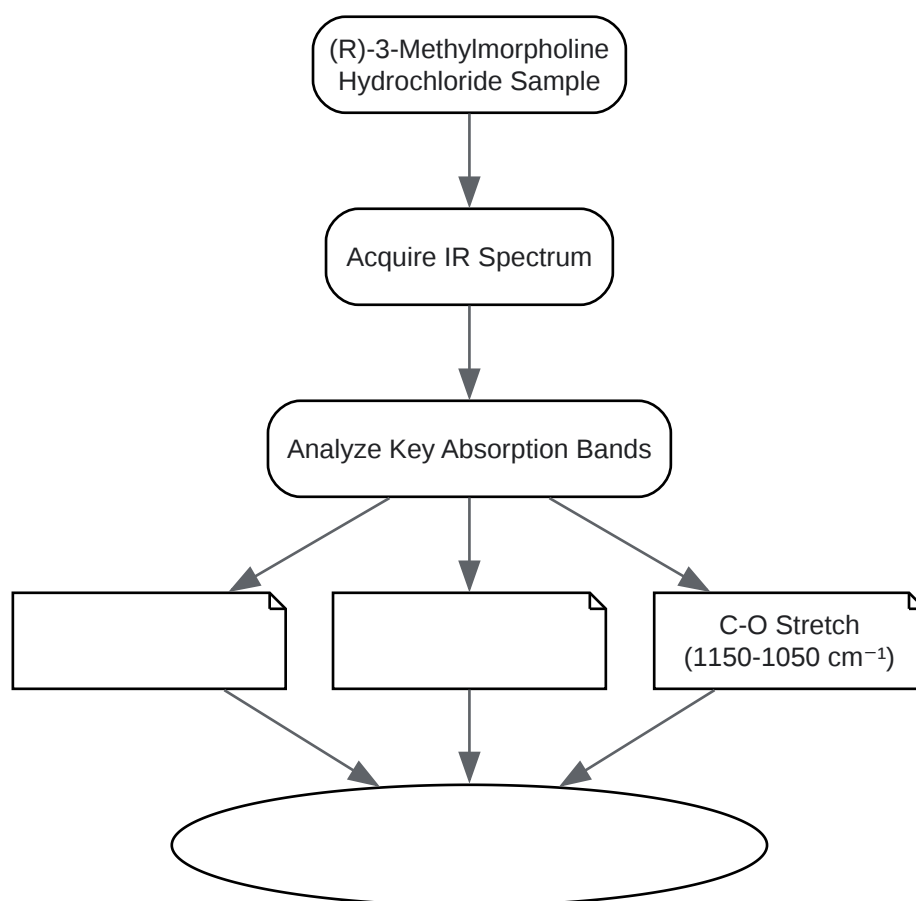 (R)-3-Methylmorpholine
Hydrochloride Sample
Acquire IR Spectrum
Analyze Key Absorption Bands
C-O Stretch
(1150-1050 cm⁻¹)